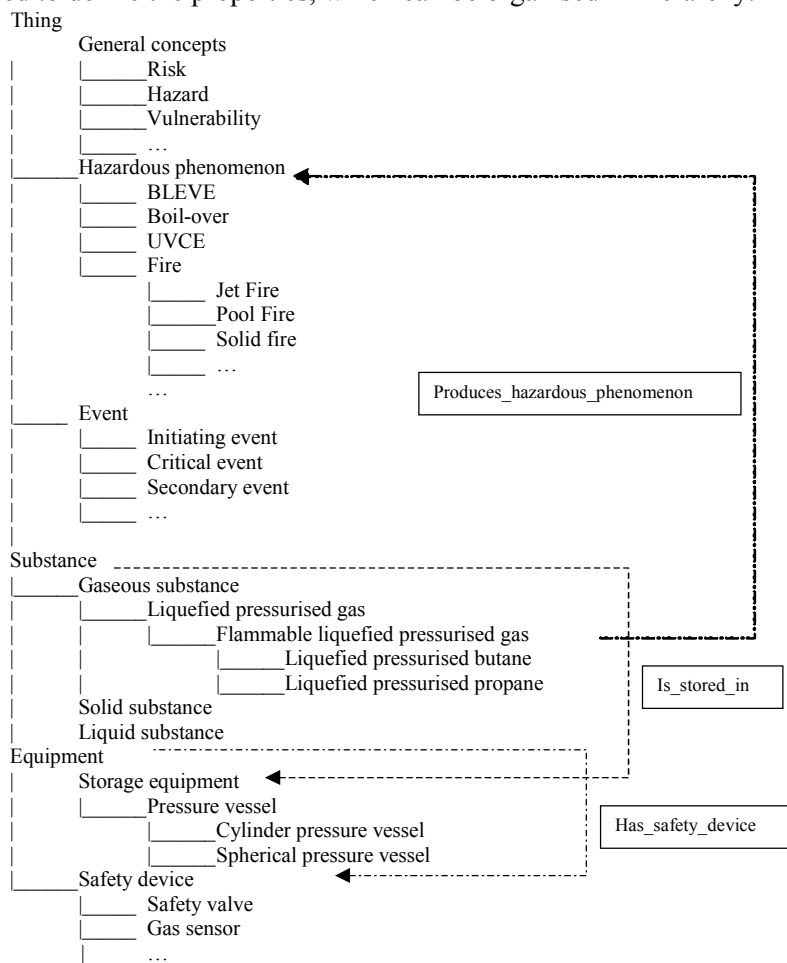 Thing
General concepts
Risk
Hazard
Vulnerability
…
Hazardous phenomenon
BLEVE
Boil-over
UVCE
Fire
Jet Fire
Pool Fire
Solid fire
…
Produces_hazardous_phenomenon
…
Event
Initiating event
Critical event
Secondary event
…
Substance
Gaseous substance
Liquefied pressurised gas
Flammable liquefied pressurised gas
Liquefied pressurised butane
Liquefied pressurised propane
Is_stored_in
Solid substance
Liquid substance
Equipment
Storage equipment
Pressure vessel
Cylinder pressure vessel
Has_safety_device
Spherical pressure vessel
Safety device
Safety valve
Gas sensor
…